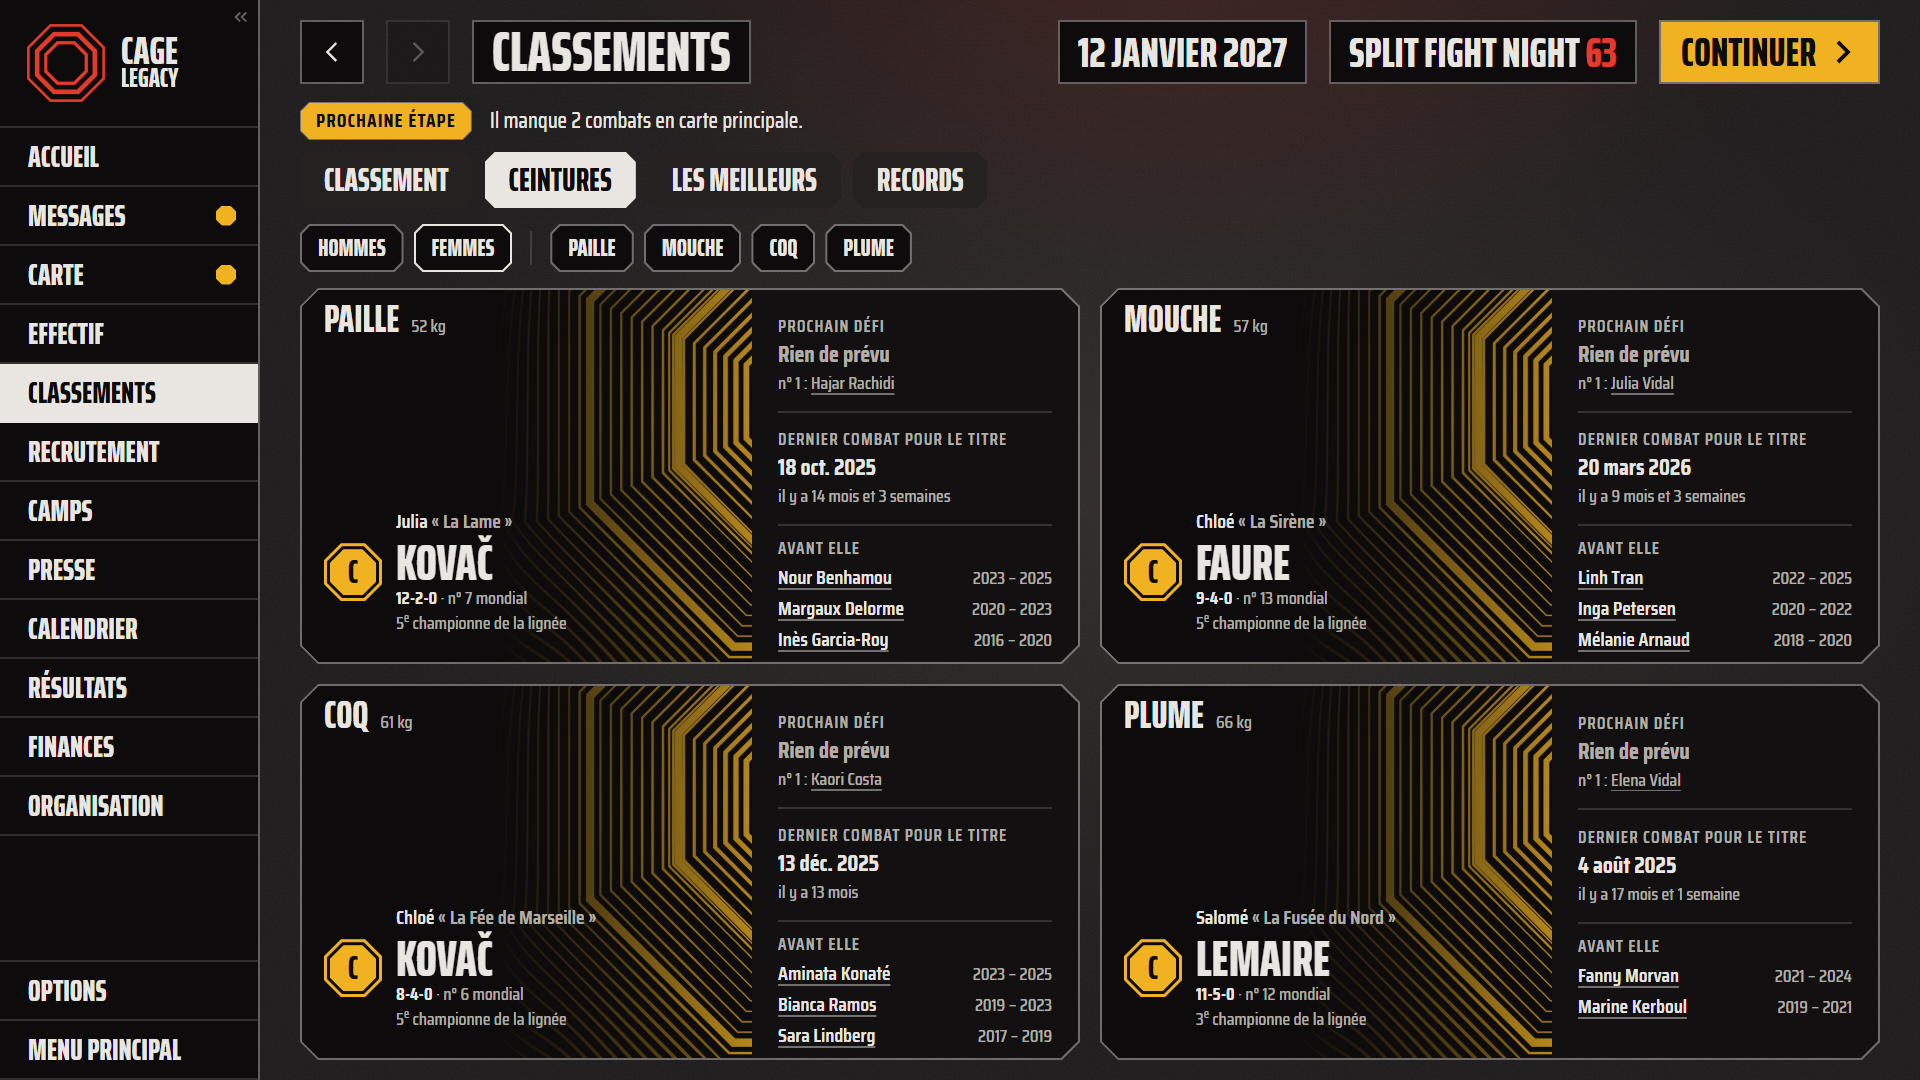 «
CAGE
LEGACY
ACCUEIL
MESSAGES
CARTE
EFFECTIF
CLASSEMENTS
RECRUTEMENT
CAMPS
PRESSE
CALENDRIER
RÉSULTATS
FINANCES
ORGANISATION
OPTIONS
MENU PRINCIPAL
CLASSEMENTS
12 JANVIER 2027
SPLIT FIGHT NIGHT 63
CONTINUER
PROCHAINE ÉTAPE
Il manque 2 combats en carte principale.
CLASSEMENT
CEINTURES
LES MEILLEURS
RECORDS
HOMMES
FEMMES
PAILLE
MOUCHE
COQ
PLUME
PAILLE 52 kg
Julia « La Lame »
C
KOVAČ
12-2-0 · n° 7 mondial
5e championne de la lignée
PROCHAIN DÉFI
Rien de prévu
n° 1 : Hajar Rachidi
DERNIER COMBAT POUR LE TITRE
18 oct. 2025
il y a 14 mois et 3 semaines
AVANT ELLE
Nour Benhamou 2023 – 2025
Margaux Delorme 2020 – 2023
Inès Garcia-Roy 2016 – 2020
MOUCHE 57 kg
Chloé « La Sirène »
C
FAURE
9-4-0 · n° 13 mondial
5e championne de la lignée
PROCHAIN DÉFI
Rien de prévu
n° 1 : Julia Vidal
DERNIER COMBAT POUR LE TITRE
20 mars 2026
il y a 9 mois et 3 semaines
AVANT ELLE
Linh Tran 2022 – 2025
Inga Petersen 2020 – 2022
Mélanie Arnaud 2018 – 2020
COQ 61 kg
Chloé « La Fée de Marseille »
C
KOVAČ
8-4-0 · n° 6 mondial
5e championne de la lignée
PROCHAIN DÉFI
Rien de prévu
n° 1 : Kaori Costa
DERNIER COMBAT POUR LE TITRE
13 déc. 2025
il y a 13 mois
AVANT ELLE
Aminata Konaté 2023 – 2025
Bianca Ramos 2019 – 2023
Sara Lindberg 2017 – 2019
PLUME 66 kg
Salomé « La Fusée du Nord »
C
LEMAIRE
11-5-0 · n° 12 mondial
3e championne de la lignée
PROCHAIN DÉFI
Rien de prévu
n° 1 : Elena Vidal
DERNIER COMBAT POUR LE TITRE
4 août 2025
il y a 17 mois et 1 semaine
AVANT ELLE
Fanny Morvan 2021 – 2024
Marine Kerboul 2019 – 2021